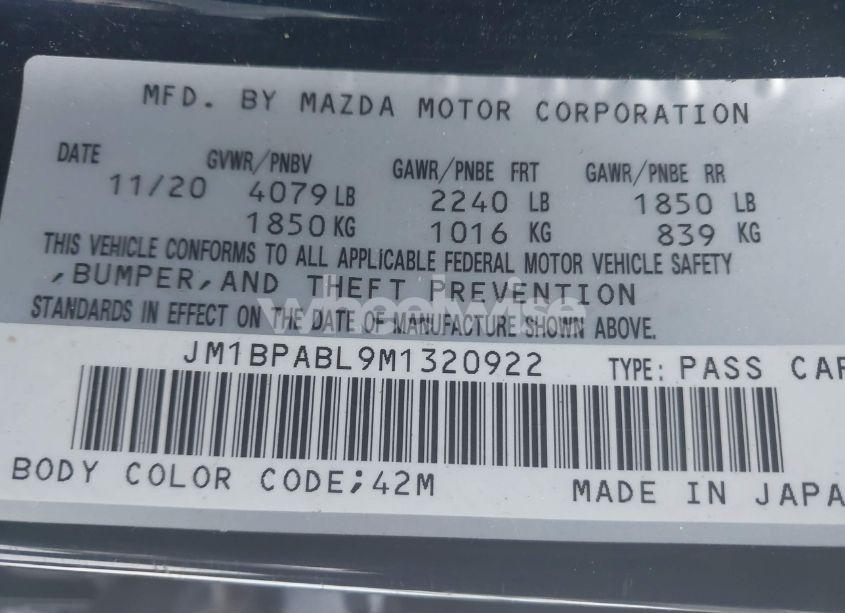 MFD. BY MAZDA MOTOR CORPORATION
DATE GVWR/PNBV GAWR/PNBE FRT GAWR/PNBE RR
11/20 4079 LB 2240 LB 1850 LB
1850 KG 1016 KG 839 KG
THIS VEHICLE CONFORMS TO ALL APPLICABLE FEDERAL MOTOR VEHICLE SAFETY
,BUMPER,AND THEFT PREVENTION
wheelwise
STANDARDS IN EFFECT ON THE DATE OF MANUFACTURE SHOWN ABOVE.
JM1BPABL9M1320922 TYPE: PASS CAR
BODY COLOR CODE;42M MADE IN JAPA